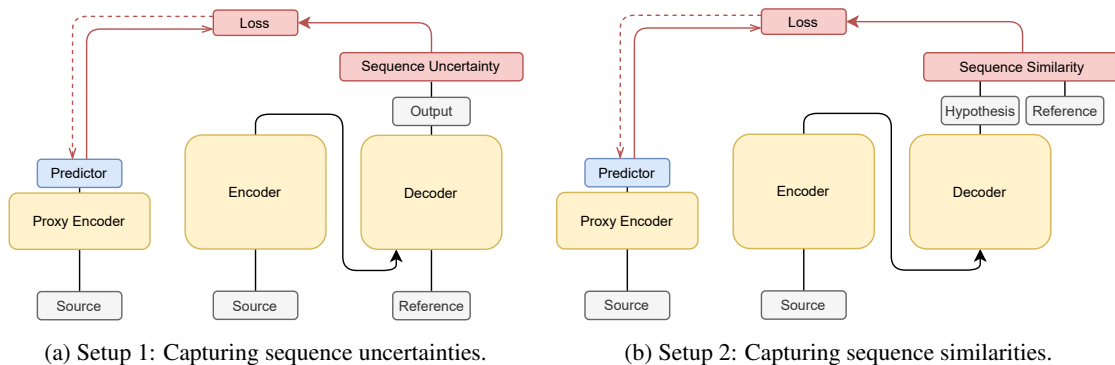 Loss
Sequence Uncertainty
Output
Predictor
Proxy Encoder
Encoder
Decoder
Source
Source
Reference
(a) Setup 1: Capturing sequence uncertainties.
Loss
Sequence Similarity
Hypothesis
Reference
Predictor
Proxy Encoder
Encoder
Decoder
Source
Source
(b) Setup 2: Capturing sequence similarities.